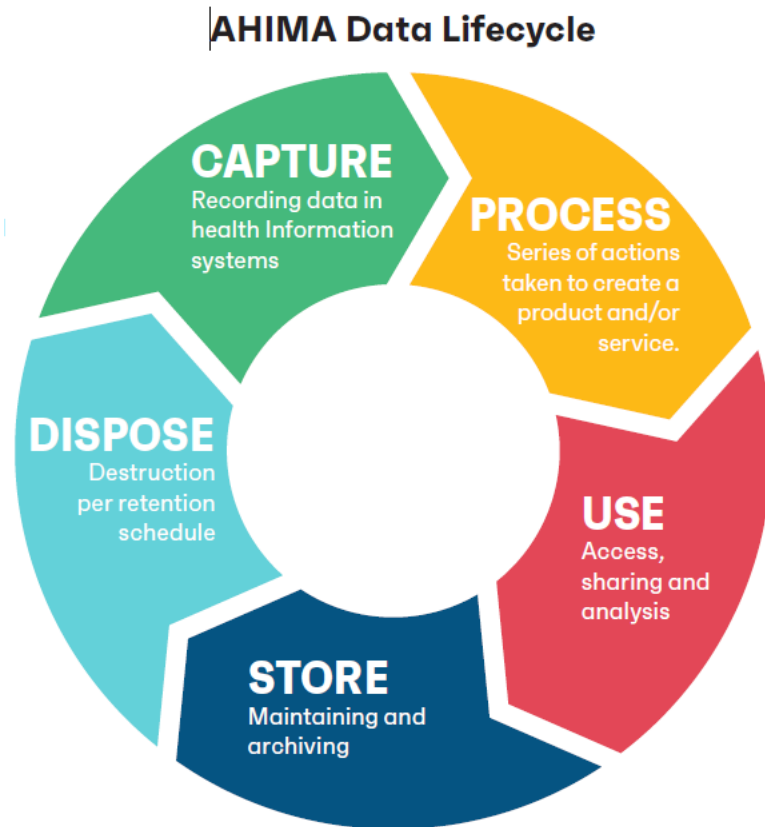 AHIMA Data Lifecycle
CAPTURE
Recording data in
health Information
systems
PROCESS
Series of actions
taken to create a
product and/or
service.
USE
Access,
sharing and
analysis
STORE
Maintaining and
archiving
DISPOSE
Destruction
per retention
schedule